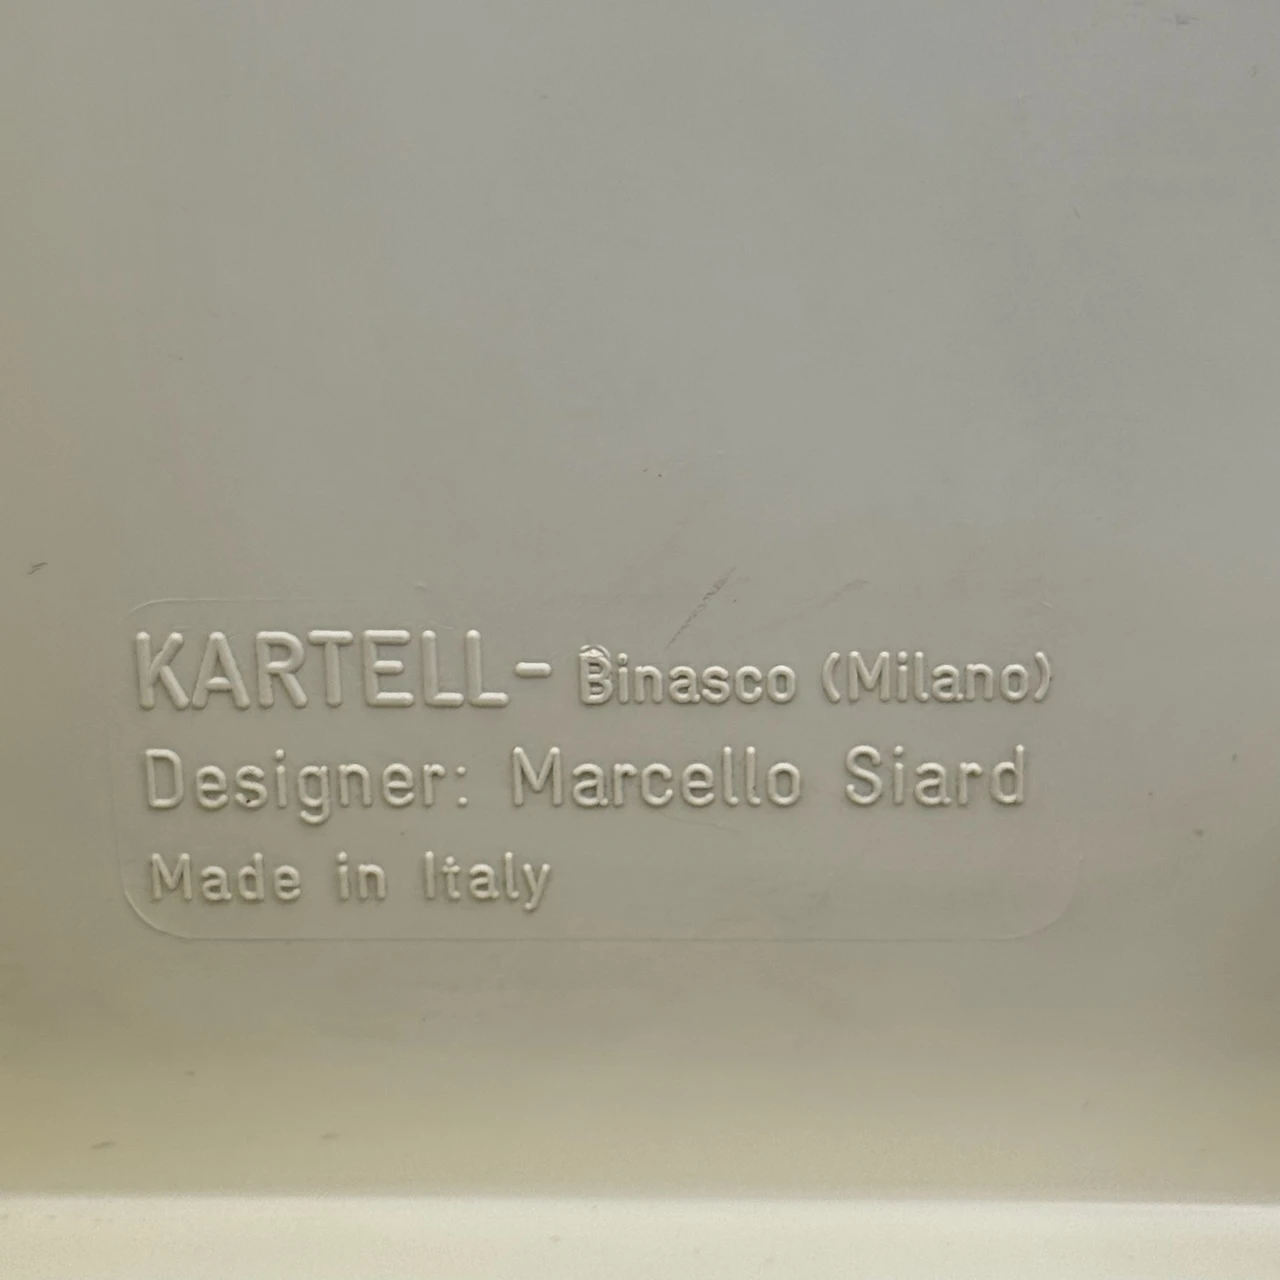 KARTELL- Binasco (Milano)
Designer: Marcello Siard
Made in Italy